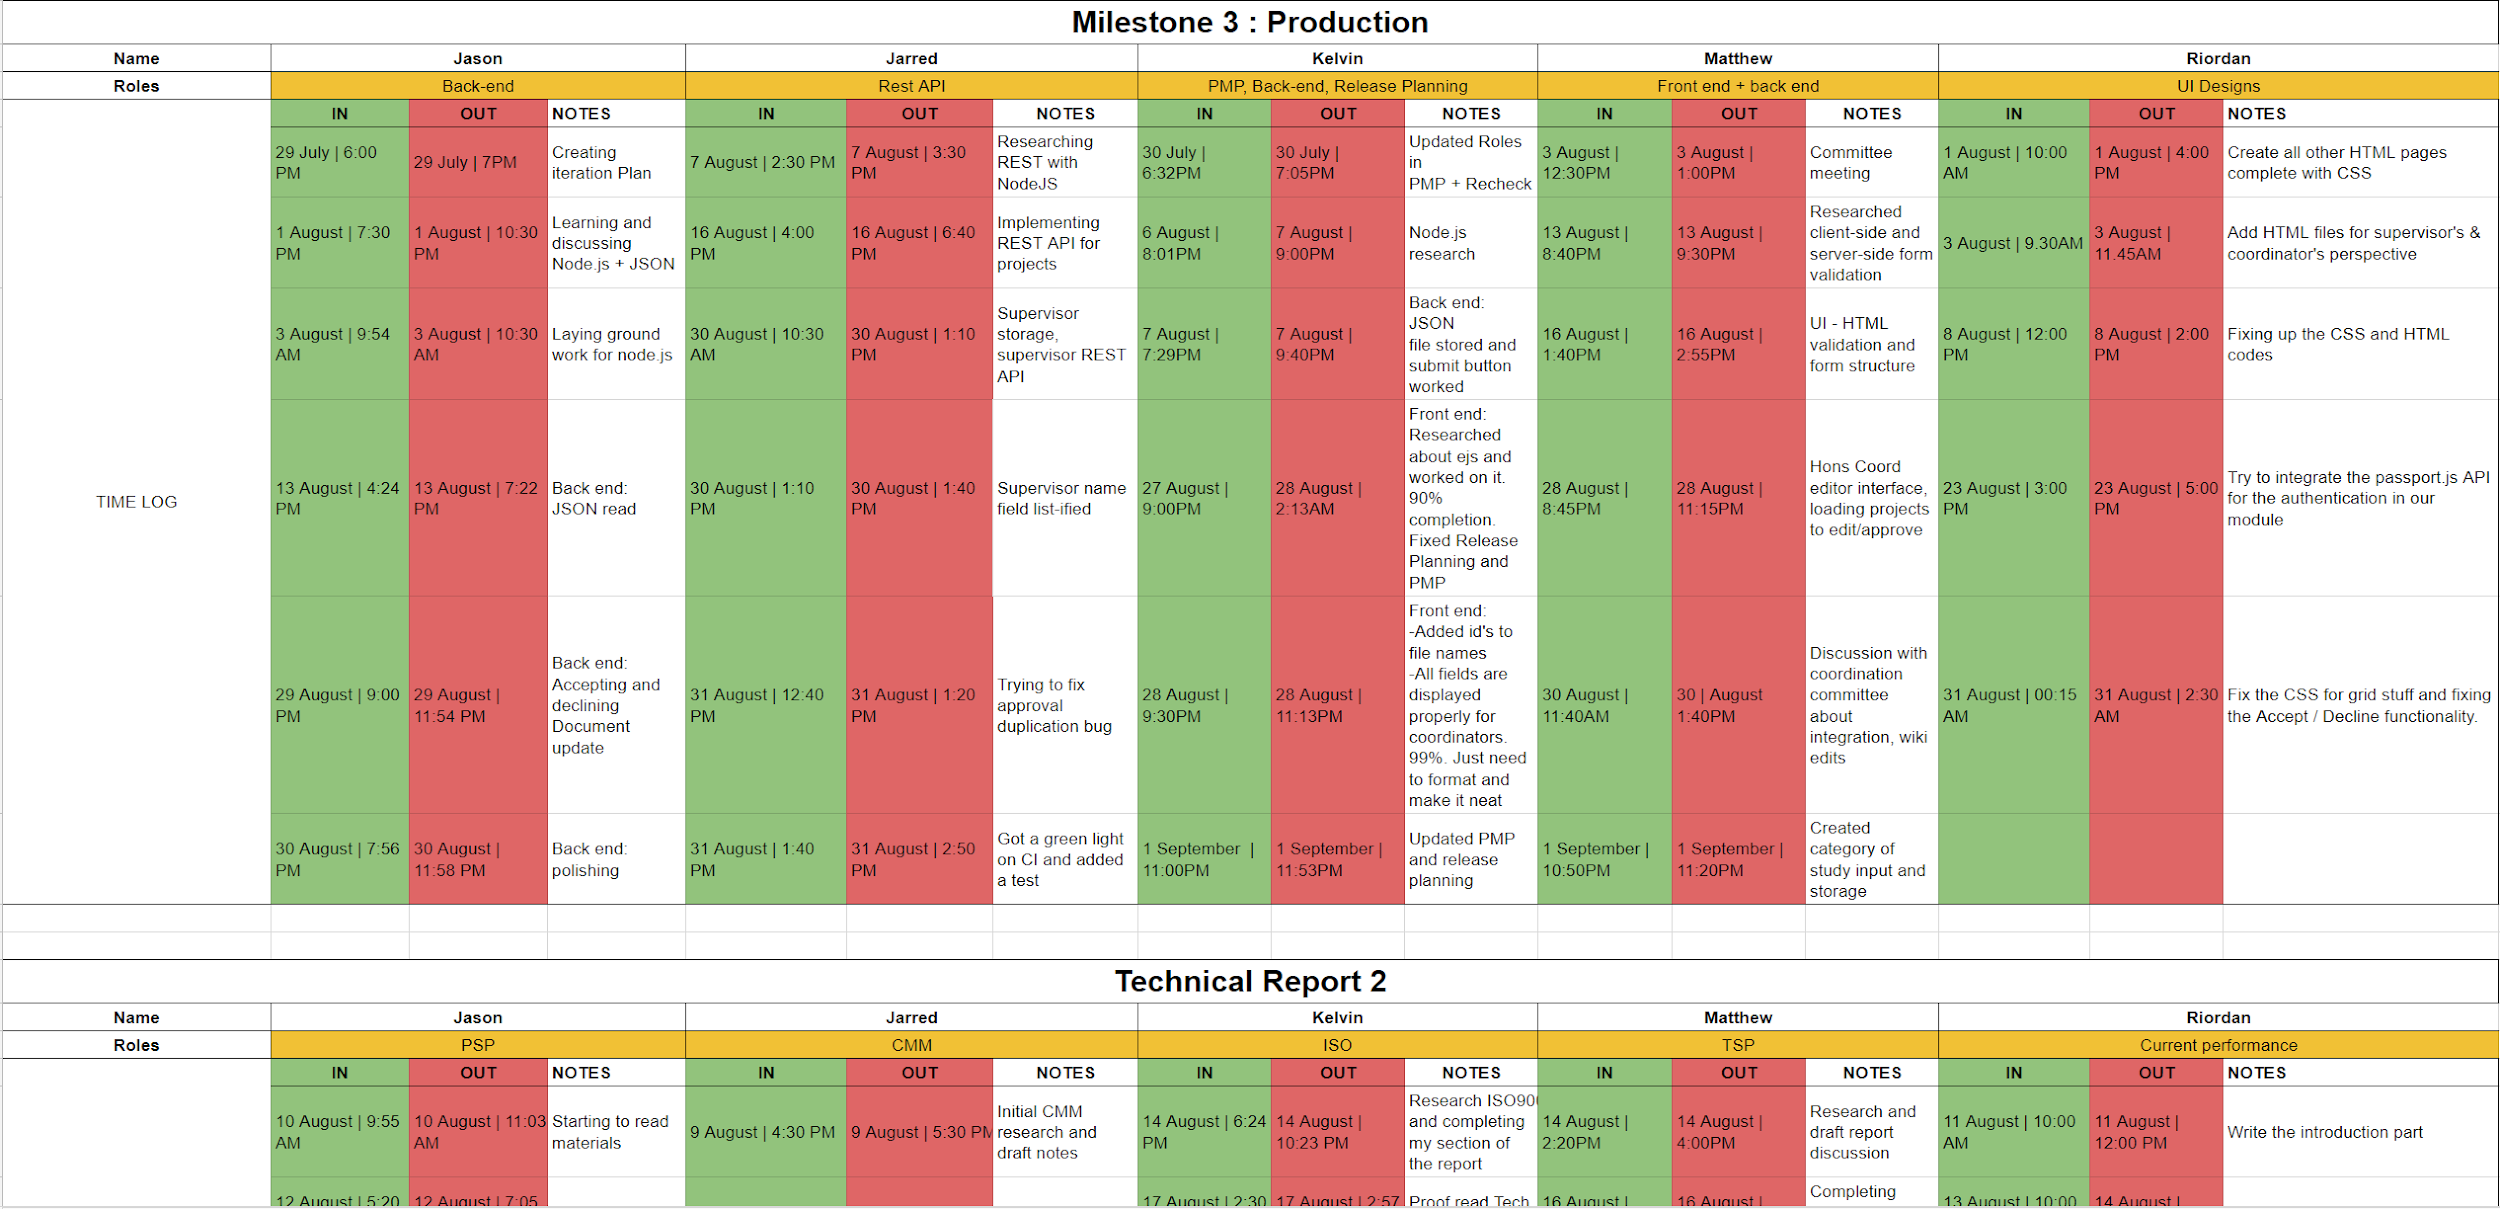 Milestone 3 : Production
Name Jason Jarred Kelvin Matthew Riordan
Roles Back-end Rest API PMP, Back-end, Release Planning Front end + back end UI Designs
IN OUT NOTES IN OUT NOTES IN OUT NOTES IN OUT NOTES IN OUT NOTES
TIME LOG
29 July | 6:00
PM
29 July | 7PM
Creating
iteration Plan
7 August | 2:30 PM
7 August | 3:30
PM
Researching
REST with
NodeJS
30 July |
6:32PM
30 July |
7:05PM
Updated Roles
in
PMP + Recheck
3 August |
12:30PM
3 August |
1:00PM
Committee
meeting
1 August | 10:00
AM
1 August | 4:00
PM
Create all other HTML pages
complete with CSS
1 August | 7:30
PM
1 August | 10:30
PM
Learning and
discussing
Node.js + JSON
16 August | 4:00
PM
16 August | 6:40
PM
Implementing
REST API for
projects
6 August |
8:01PM
7 August |
9:00PM
Node.js
research
13 August |
8:40PM
13 August |
9:30PM
Researched
client-side and
server-side form
validation
3 August | 9.30AM
3 August |
11.45AM
Add HTML files for supervisor's &
coordinator's perspective
3 August | 9:54
AM
3 August | 10:30
AM
Laying ground
work for node.js
30 August | 10:30
AM
30 August | 1:10
PM
Supervisor
storage,
supervisor REST
API
7 August |
7:29PM
7 August |
9:40PM
Back end:
JSON
file stored and
submit button
worked
16 August |
1:40PM
16 August |
2:55PM
UI - HTML
validation and
form structure
8 August | 12:00
PM
8 August | 2:00
PM
Fixing up the CSS and HTML
codes
13 August | 4:24
PM
13 August | 7:22
PM
Back end:
JSON read
30 August | 1:10
PM
30 August | 1:40
PM
Supervisor name
field list-ified
27 August |
9:00PM
28 August |
2:13AM
Front end:
Researched
about ejs and
worked on it.
90%
completion.
Fixed Release
Planning and
PMP
28 August |
8:45PM
28 August |
11:15PM
Hons Coord
editor interface,
loading projects
to edit/approve
23 August | 3:00
PM
23 August | 5:00
PM
Try to integrate the passport.js API
for the authentication in our
module
29 August | 9:00
PM
29 August |
11:54 PM
Back end:
Accepting and
declining
Document
update
31 August | 12:40
PM
31 August | 1:20
PM
Trying to fix
approval
duplication bug
28 August |
9:30PM
28 August |
11:13PM
Front end:
-Added id's to
file names
-All fields are
displayed
properly for
coordinators.
99%. Just need
to format and
make it neat
30 August |
11:40AM
30 | August
1:40PM
Discussion with
coordination
committee
about
integration, wiki
edits
31 August | 00:15
AM
31 August | 2:30
AM
Fix the CSS for grid stuff and fixing
the Accept / Decline functionality.
30 August | 7:56
PM
30 August |
11:58 PM
Back end:
polishing
31 August | 1:40
PM
31 August | 2:50
PM
Got a green light
on CI and added
a test
1 September |
11:00PM
1 September |
11:53PM
Updated PMP
and release
planning
1 September |
10:50PM
1 September |
11:20PM
Created
category of
study input and
storage
Technical Report 2
Name Jason Jarred Kelvin Matthew Riordan
Roles PSP CMM ISO TSP Current performance
IN OUT NOTES IN OUT NOTES IN OUT NOTES IN OUT NOTES IN OUT NOTES
10 August | 9:55
AM
10 August | 11:03
AM
Starting to read
materials
9 August | 4:30 PM
9 August | 5:30 PM
Initial CMM
research and
draft notes
14 August | 6:24
PM
14 August |
10:23 PM
Research ISO900
and completing
my section of
the report
14 August |
2:20PM
14 August |
4:00PM
Research and
draft report
discussion
11 August | 10:00
AM
11 August |
12:00 PM
Write the introduction part
12 August | 5:20
12 August | 7:05
17 August | 2:30
17 August | 2:57
Proof read Tech
16 August |
16 August |
Completing
13 August | 10:00
14 August |